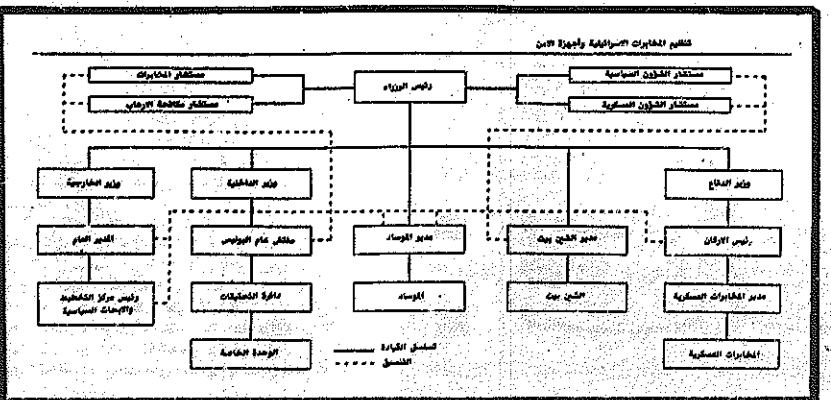 تنظيم المخابرات الاسرائيلية وأجهزة الامن
مستشار الشؤون السياسية
رئيس الوزراء
مستشار المخابرات
مستشار الشؤون العسكرية
مستشار مكافحة الارهاب
وزير الدفاع
وزير الداخلية
وزير الخارجية
رئيس الاركان
مدير الشين بيت
مدير الموساد
مفتش عام البوليس
المدير العام
مدير المخابرات العسكرية
الشين بيت
الموساد
دائرة التحقيقات
رئيس مركز التخطيط
والابحاث السياسية
المخابرات العسكرية
الوحدة الخاصة
تسلسل القيادة
التنسيق